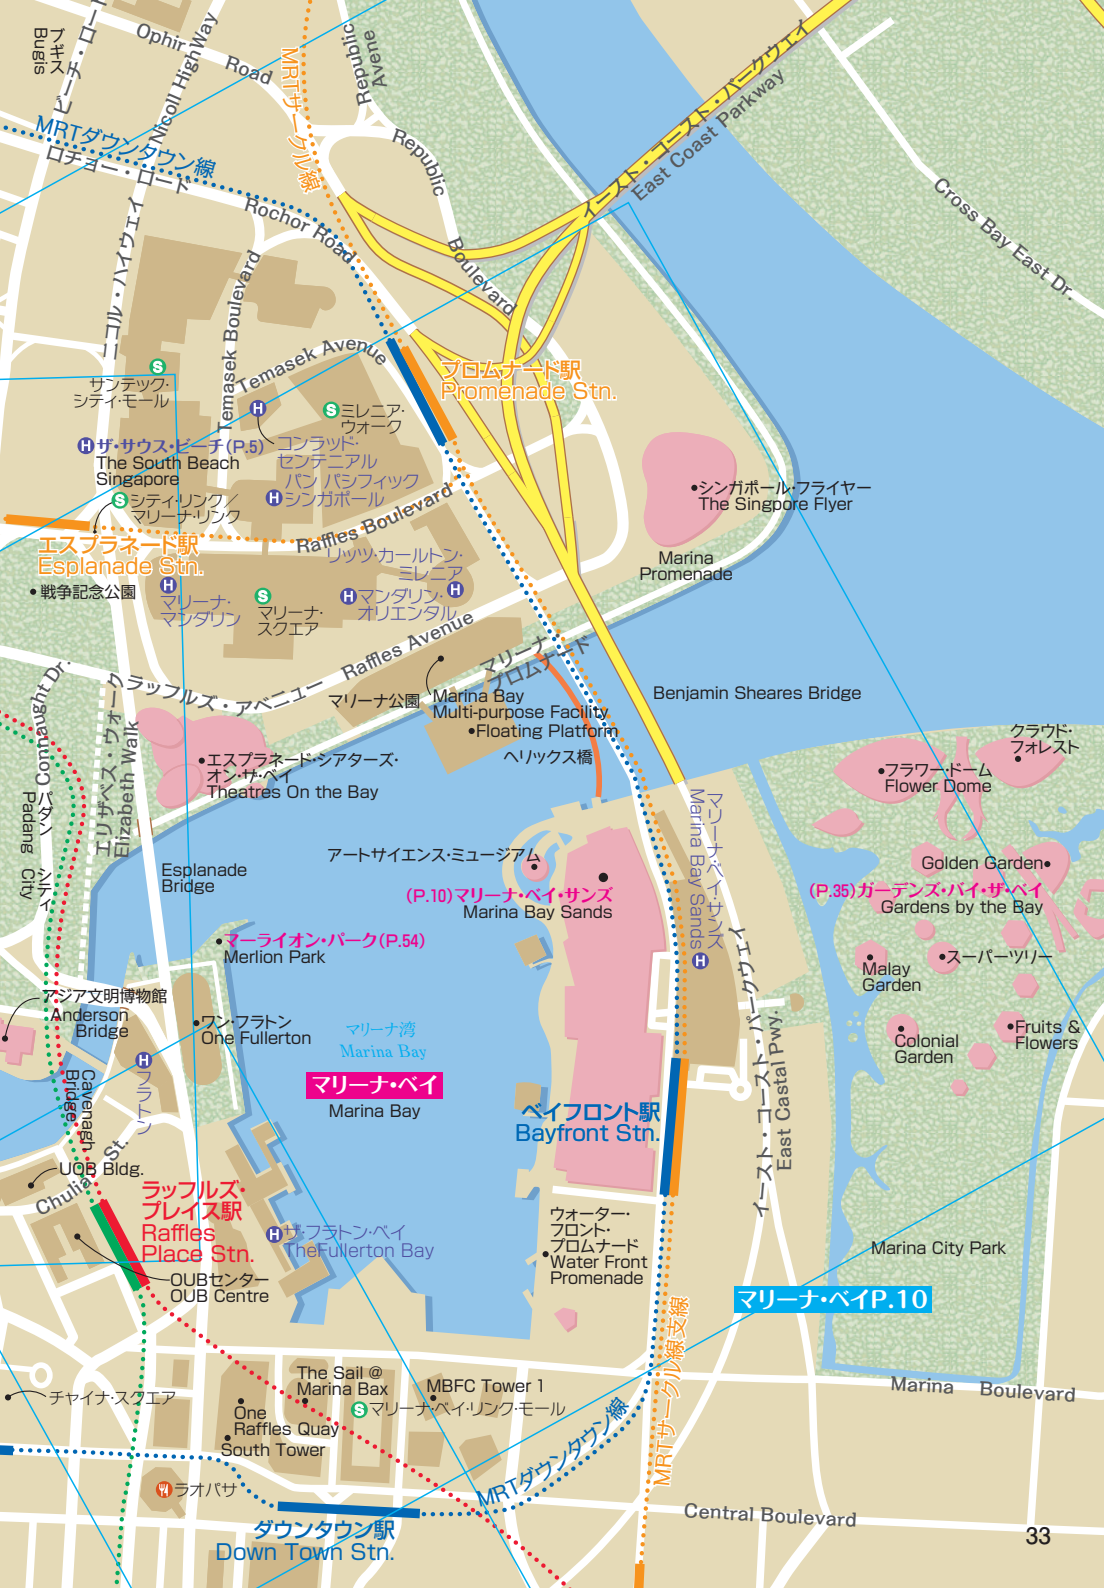 ブギス
Bugis
ビーチ・ロード
Ophir Road
Nicoll HighWay
MRTサークル線
Republic
Avene
イースト・コースト・パークウェイ
East Coast Parkway
MRTダウンタウン線
ロチョー・ロード
Rochor Road
Republic Boulevard
Cross Bay East Dr.
ニコル・ハイウェイ
Temasek Boulevard
Temasek Avenue
プロムナード駅
Promenade Stn.
S
サンテック・
シティ・モール
H
S ミレニア・
ウォーク
H ザ・サウス・ビーチ(P.5)
The South Beach
Singapore
コンラッド・
センテニアル
パン パシフィック
H シンガポール
S シティ・リンク/
マリーナ・リンク
Raffles Boulevard
シンガポール・フライヤー
The Singpore Flyer
Marina
Promenade
エスプラネード駅
Esplanade Stn.
戦争記念公園
リッツ・カールトン・
ミレニア
H
H
マリーナ・
マンダリン
S
マリーナ・
スクエア
H マンダリン・
オリエンタル
Raffles Avenue
ラッフルズ・アベニュー
マリーナ
プロムナード
Connaught Dr.
マリーナ公園
Marina Bay
Multi-purpose Facility
Floating Platform
Benjamin Sheares Bridge
ヘリックス橋
エリザベス・ウォーク
Elizabeth Walk
パダン シティ
Padang City
エスプラネード・シアターズ・
オン・ザ・ベイ
Theatres On the Bay
クラウド・
フォレスト
フラワー・ドーム
Flower Dome
マリーナ・ベイ・サンズ
Marina Bay Sands
H
アートサイエンス・ミュージアム
Esplanade
Bridge
(P.10)マリーナ・ベイ・サンズ
Marina Bay Sands
Golden Garden
(P.35)ガーデンズ・バイ・ザ・ベイ
Gardens by the Bay
マーライオン・パーク(P.54)
Merlion Park
スーパーツリー
Malay
Garden
アジア文明博物館
Anderson
Bridge
ワン・フラトン
One Fullerton
マリーナ湾
Marina Bay
マリーナ・ベイ
Marina Bay
Colonial
Garden
Fruits &
Flowers
イースト・コースト・パークウェイ
East Castal Pwy.
H フラトン
Cavenagh
Bridge
ベイフロント駅
Bayfront Stn.
UOB Bldg.
Chulia St.
ラッフルズ・
プレイス駅
Raffles
Place Stn.
H ザ・フラトン・ベイ
TheFullerton Bay
ウォーター・
フロント・
プロムナード
Water Front
Promenade
Marina City Park
OUBセンター
OUB Centre
マリーナ・ベイP.10
MRTサークル線支線
チャイナ・スクエア
The Sail @
Marina Bax
MBFC Tower 1
S マリーナ・ベイ・リンク・モール
One
Raffles Quay
South Tower
Marina Boulevard
ラオパサ
MRTダウンタウン線
Central Boulevard
ダウンタウン駅
Down Town Stn.
33